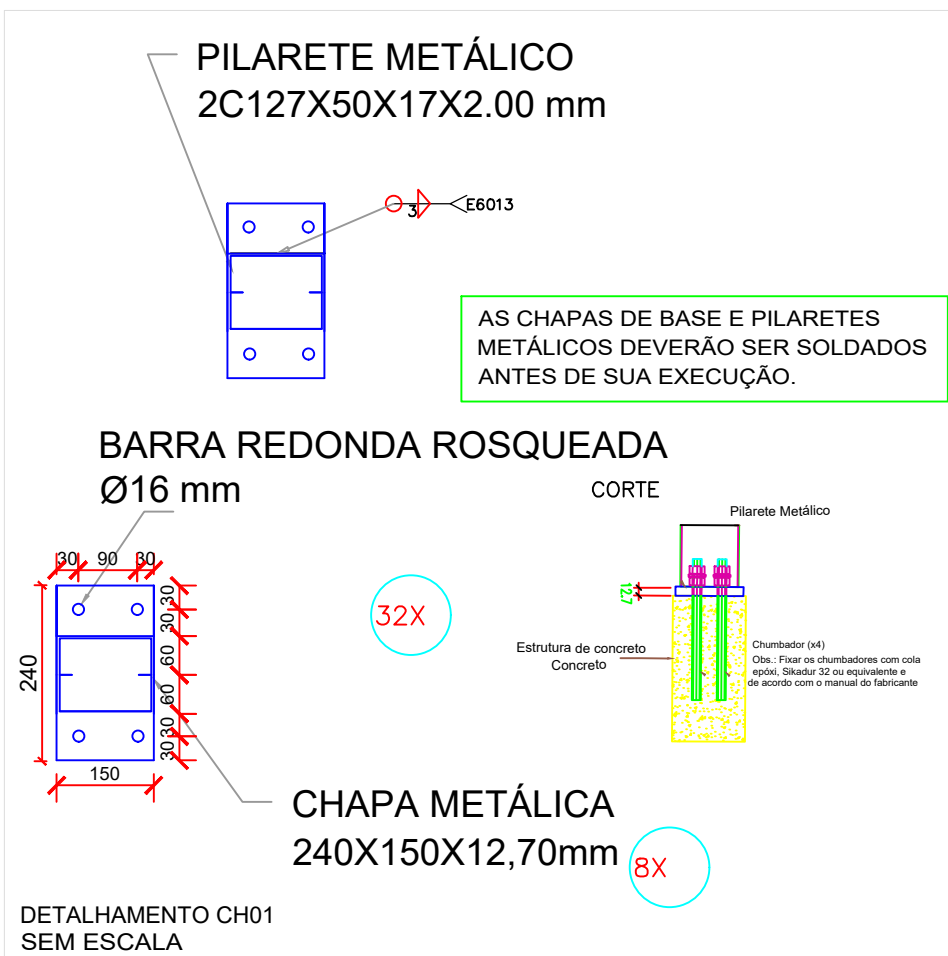 PILARETE METÁLICO
2C127X50X17X2.00 mm
3
E6013
AS CHAPAS DE BASE E PILARETES
METÁLICOS DEVERÃO SER SOLDADOS
ANTES DE SUA EXECUÇÃO.
BARRA REDONDA ROSQUEADA
Ø16 mm
CORTE
Pilarete Metálico
30
90
30
32X
12.7
30
30
60
60
30
30
240
150
Estrutura de concreto
Concreto
Chumbador (x4)
Obs.: Fixar os chumbadores com cola
epóxi, Sikadur 32 ou equivalente e
de acordo com o manual do fabricante
CHAPA METÁLICA
240X150X12,70mm
8X
DETALHAMENTO CH01
SEM ESCALA